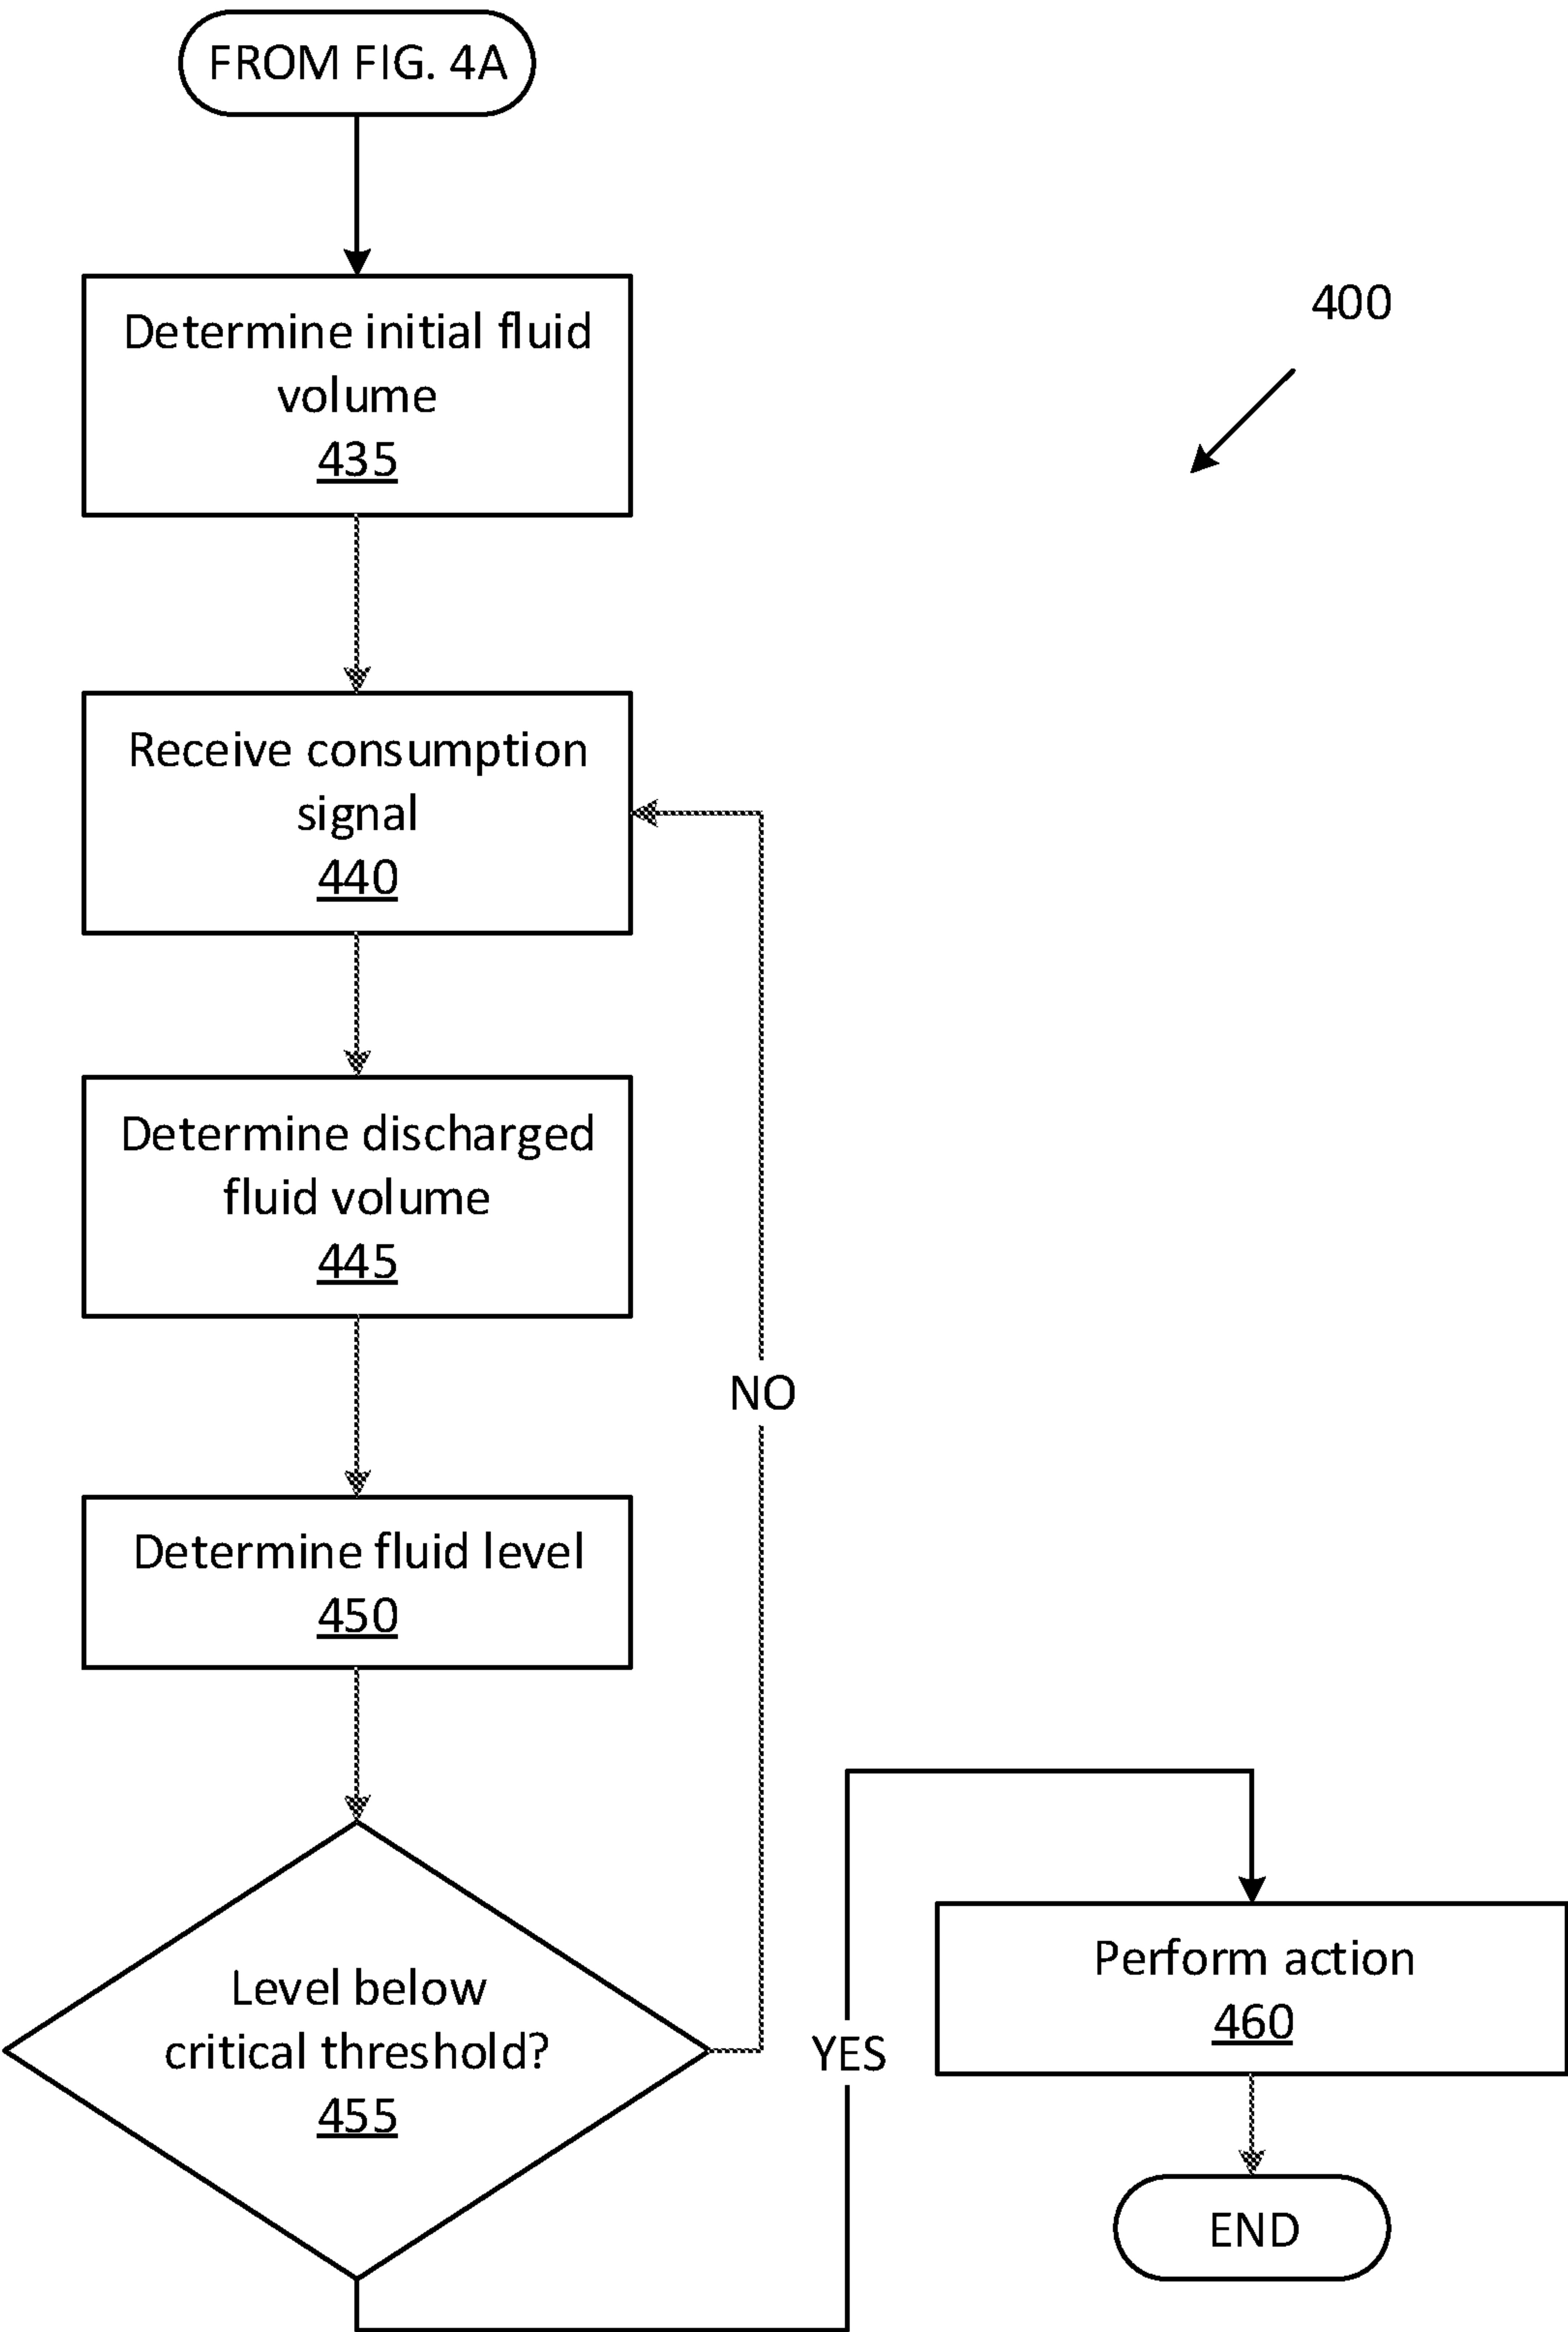 FROM FIG. 4A
Determine initial fluid
volume
435
400
Receive consumption
signal
440
Determine discharged
fluid volume
445
NO
Determine fluid level
450
Level below
critical threshold?
455
YES
Perform action
460
END